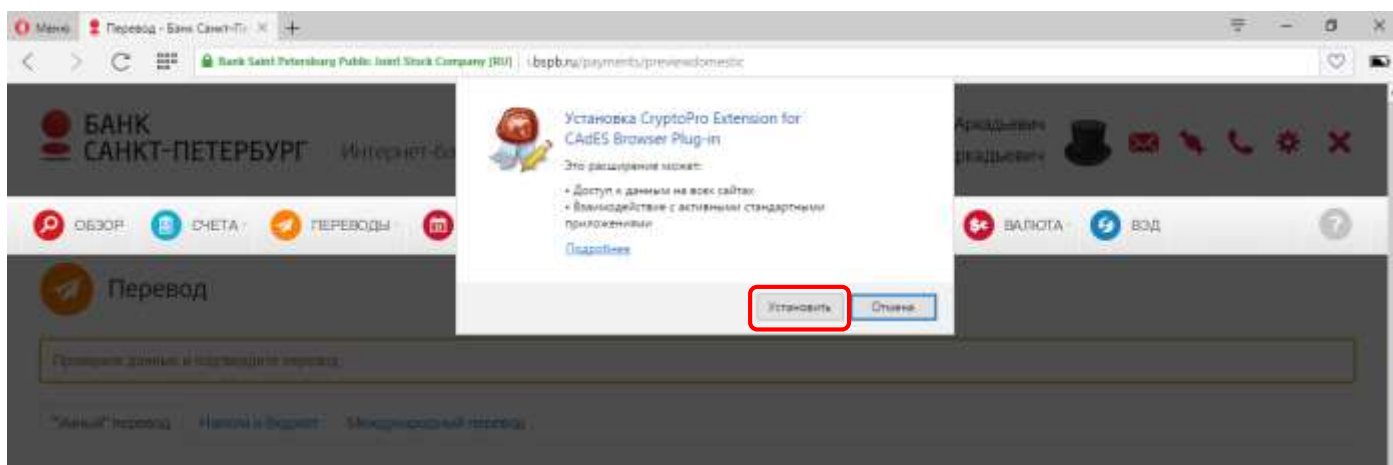 Меню Перевод - Банк Санкт-П
Bank Saint Petersburg Public Joint Stock Company [RU] i.bspb.ru/payments/previewdomestic
БАНК
САНКТ-ПЕТЕРБУРГ Интернет-ба
Аркадьевич
ркадьевич
Установка CryptoPro Extension for
CAdES Browser Plug-in
Это расширение может:
• Доступ к данным на всех сайтах
• Взаимодействие с активными стандартными
приложениями
Подробнее
Установить Отмена
ОБЗОР СЧЕТА ПЕРЕВОДЫ ВАЛЮТА ВЭД
Перевод
Проверьте данные и подтвердите перевод.
"Умный" перевод Налоги и бюджет Международный перевод